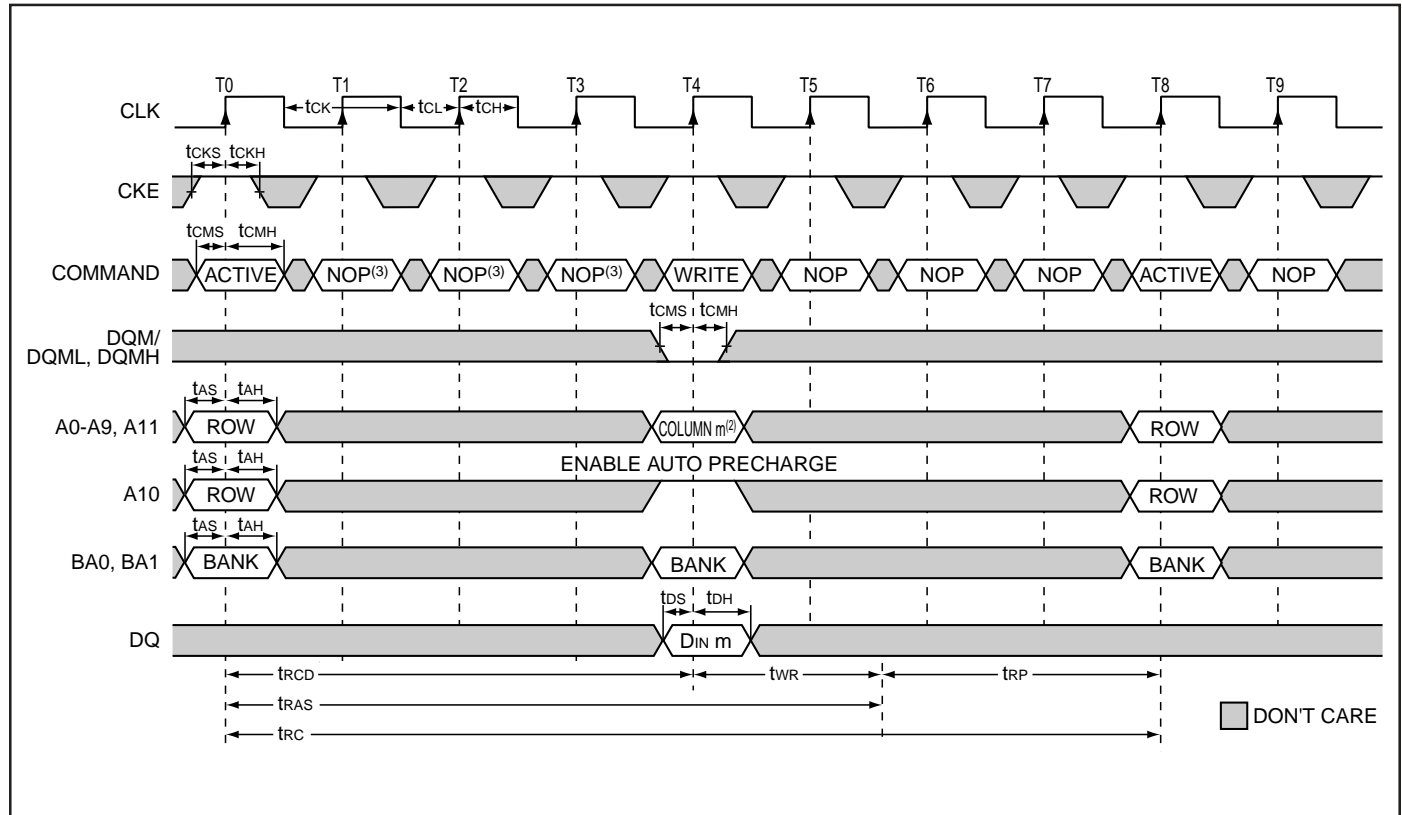 T0 T1 T2 T3 T4 T5 T6 T7 T8 T9
CLK
tCK tCL tCH
tCKS tCKH
CKE
tCMS tCMH
COMMAND ACTIVE NOP(3) NOP(3) NOP(3) WRITE NOP NOP NOP ACTIVE NOP
tCMS tCMH
DQM/
DQML, DQMH
tAS tAH
A0-A9, A11 ROW COLUMN m(2) ROW
tAS tAH ENABLE AUTO PRECHARGE
A10 ROW ROW
tAS tAH
BA0, BA1 BANK BANK BANK
tDS tDH
DQ DIN m
tRCD tWR tRP
tRAS
tRC
DON'T CARE